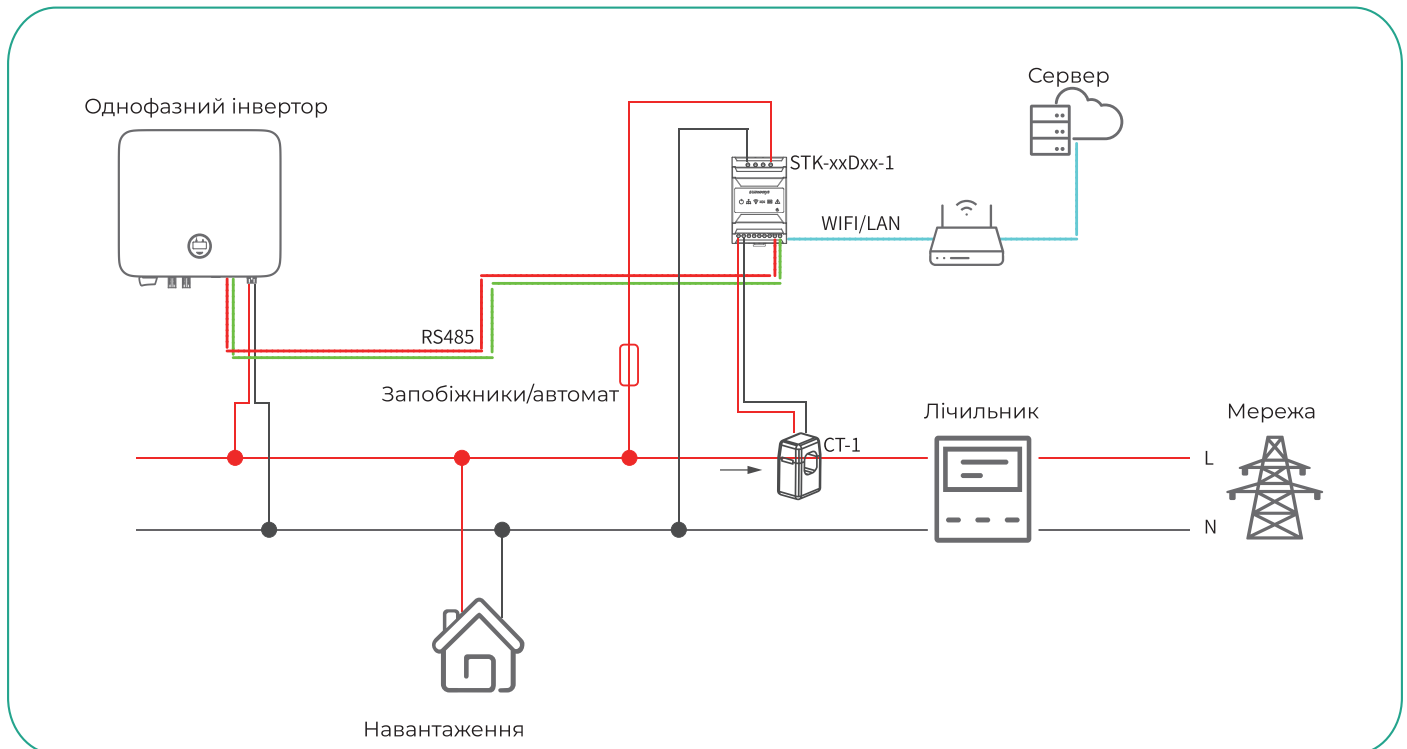 Сервер
Однофазний інвертор
STK-xxDxx-1
WIFI/LAN
RS485
Запобіжники/автомат
Лічильник
Мережа
CT-1
L
N
Навантаження